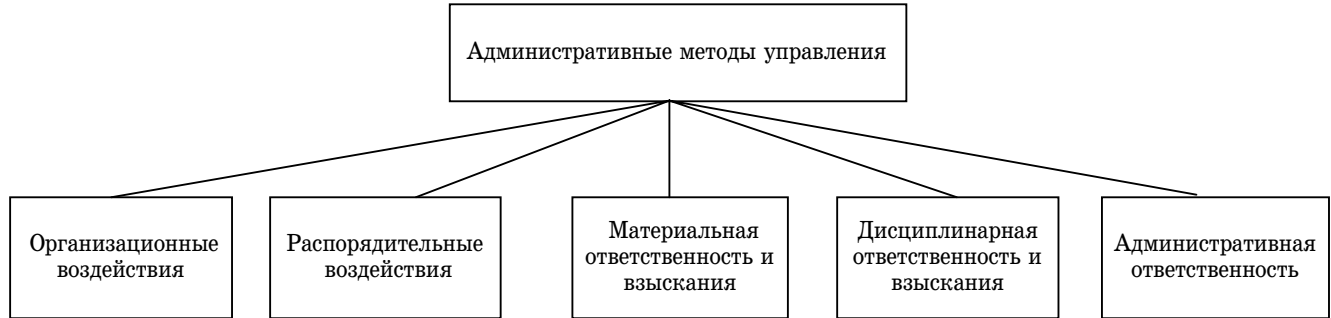 Административные методы управления
Организационные
воздействия
Распорядительные
воздействия
Материальная
ответственность и
взыскания
Дисциплинарная
ответственность и
взыскания
Административная
ответственность